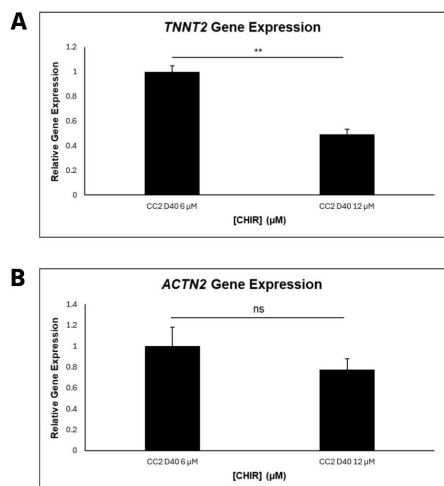 A
TNNT2 Gene Expression
**
Relative Gene Expression
1.2
1
0.8
0.6
0.4
0.2
0
CC2 D40 6 µM CC2 D40 12 µM
[CHIR] (µM)
B
ACTN2 Gene Expression
ns
Relative Gene Expression
1.4
1.2
1
0.8
0.6
0.4
0.2
0
CC2 D40 6 µM CC2 D40 12 µM
[CHIR] (µM)